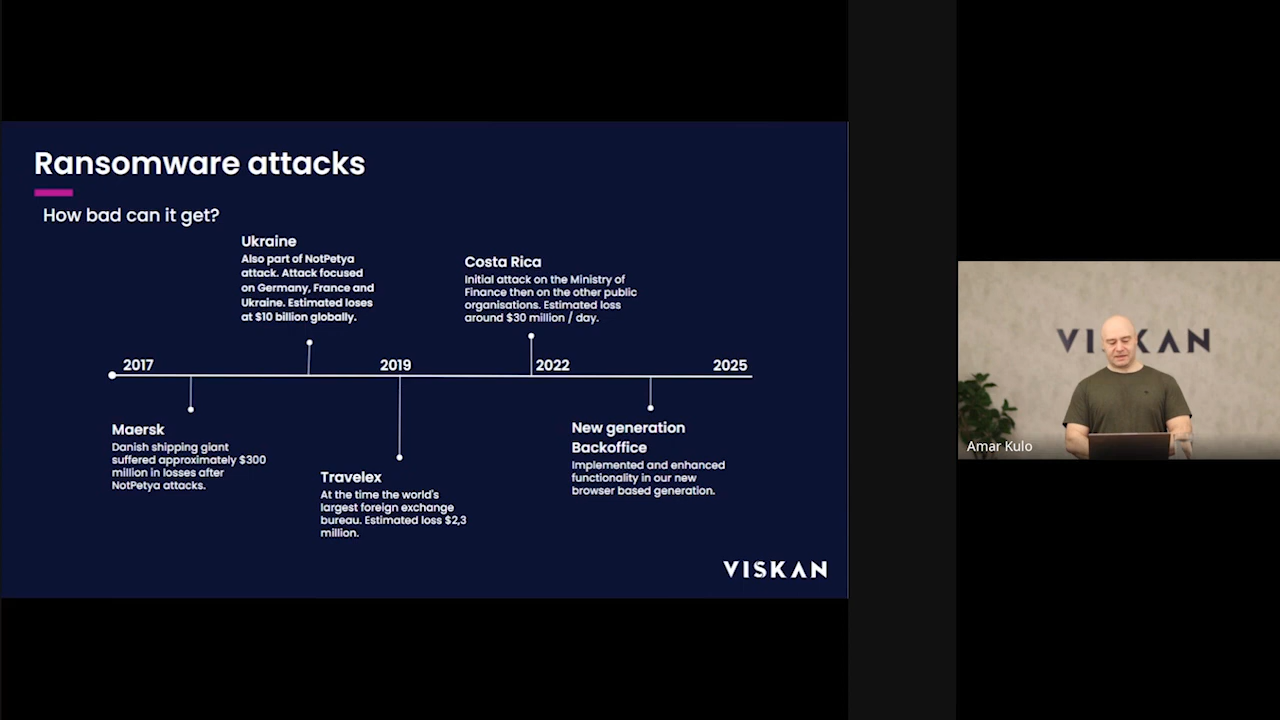 Ransomware attacks
How bad can it get?
Ukraine
Also part of NotPetya
attack. Attack focused
on Germany, France and
Ukraine. Estimated loses
at $10 billion globally.
Costa Rica
Initial attack on the Ministry of
Finance then on the other public
organisations. Estimated loss
around $30 million / day.
2017
2019
2022
2025
Maersk
Danish shipping giant
suffered approximately $300
million in losses after
NotPetya attacks.
Travelex
At the time the world's
largest foreign exchange
bureau. Estimated loss $2,3
million.
New generation
Backoffice
Implemented and enhanced
functionality in our new
browser based generation.
VISKAN
VISKAN
Amar Kulo